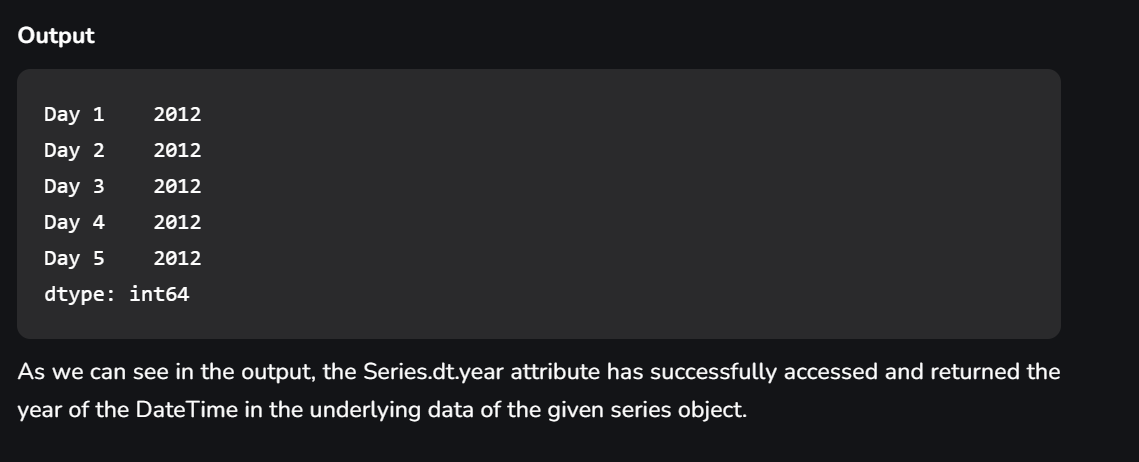 Output
Day 1    2012
Day 2    2012
Day 3    2012
Day 4    2012
Day 5    2012
dtype: int64
As we can see in the output, the Series.dt.year attribute has successfully accessed and returned the
year of the DateTime in the underlying data of the given series object.